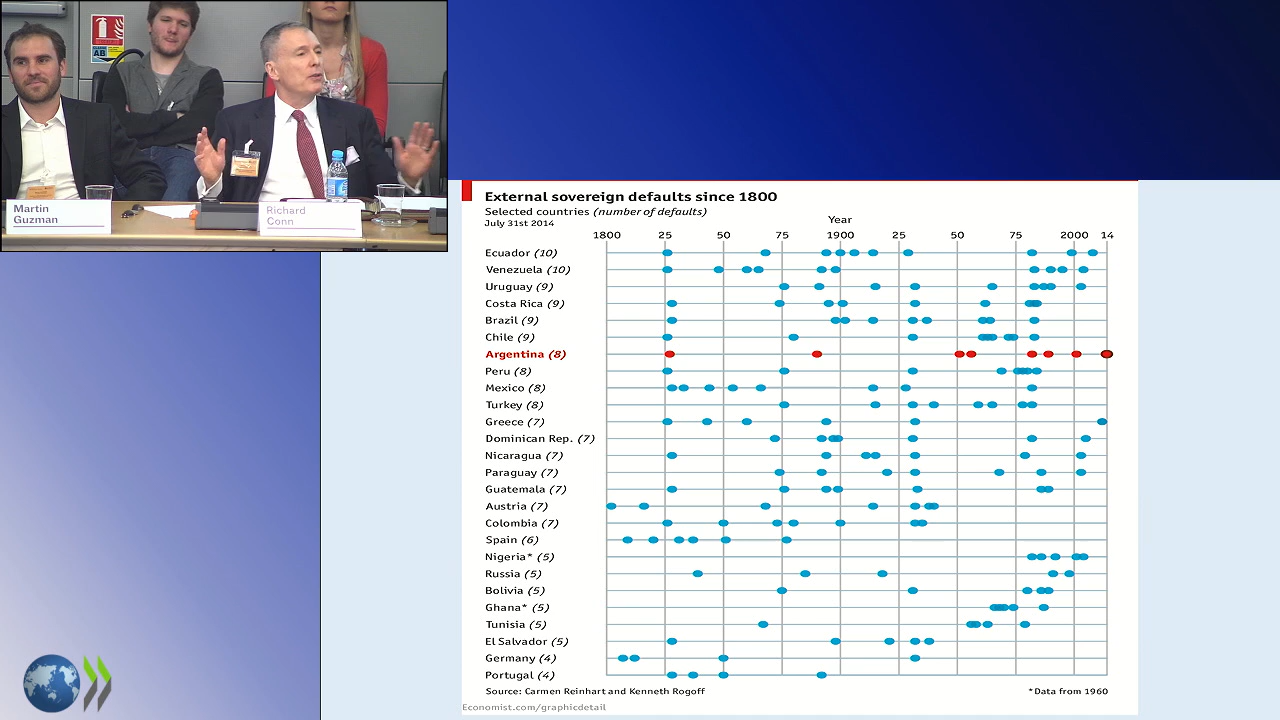 AB
Martin
Guzman
Richard
Conn
External sovereign defaults since 1800
Selected countries (number of defaults)
July 31st 2014
Year
1800 25 50 75 1900 25 50 75 2000 14
Ecuador (10)
Venezuela (10)
Uruguay (9)
Costa Rica (9)
Brazil (9)
Chile (9)
Argentina (8)
Peru (8)
Mexico (8)
Turkey (8)
Greece (7)
Dominican Rep. (7)
Nicaragua (7)
Paraguay (7)
Guatemala (7)
Austria (7)
Colombia (7)
Spain (6)
Nigeria* (5)
Russia (5)
Bolivia (5)
Ghana* (5)
Tunisia (5)
El Salvador (5)
Germany (4)
Portugal (4)
Source: Carmen Reinhart and Kenneth Rogoff
*Data from 1960
Economist.com/graphicdetail